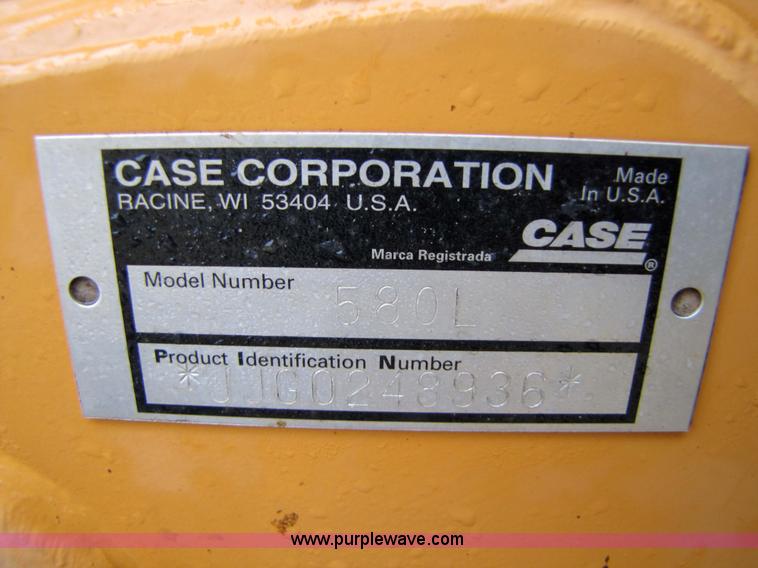 CASE CORPORATION
RACINE, WI 53404 U.S.A.
Made
In U.S.A.
Marca Registrada
CASE®
Model Number
580L
Product Identification Number
*JJG0248936*
www.purplewave.com